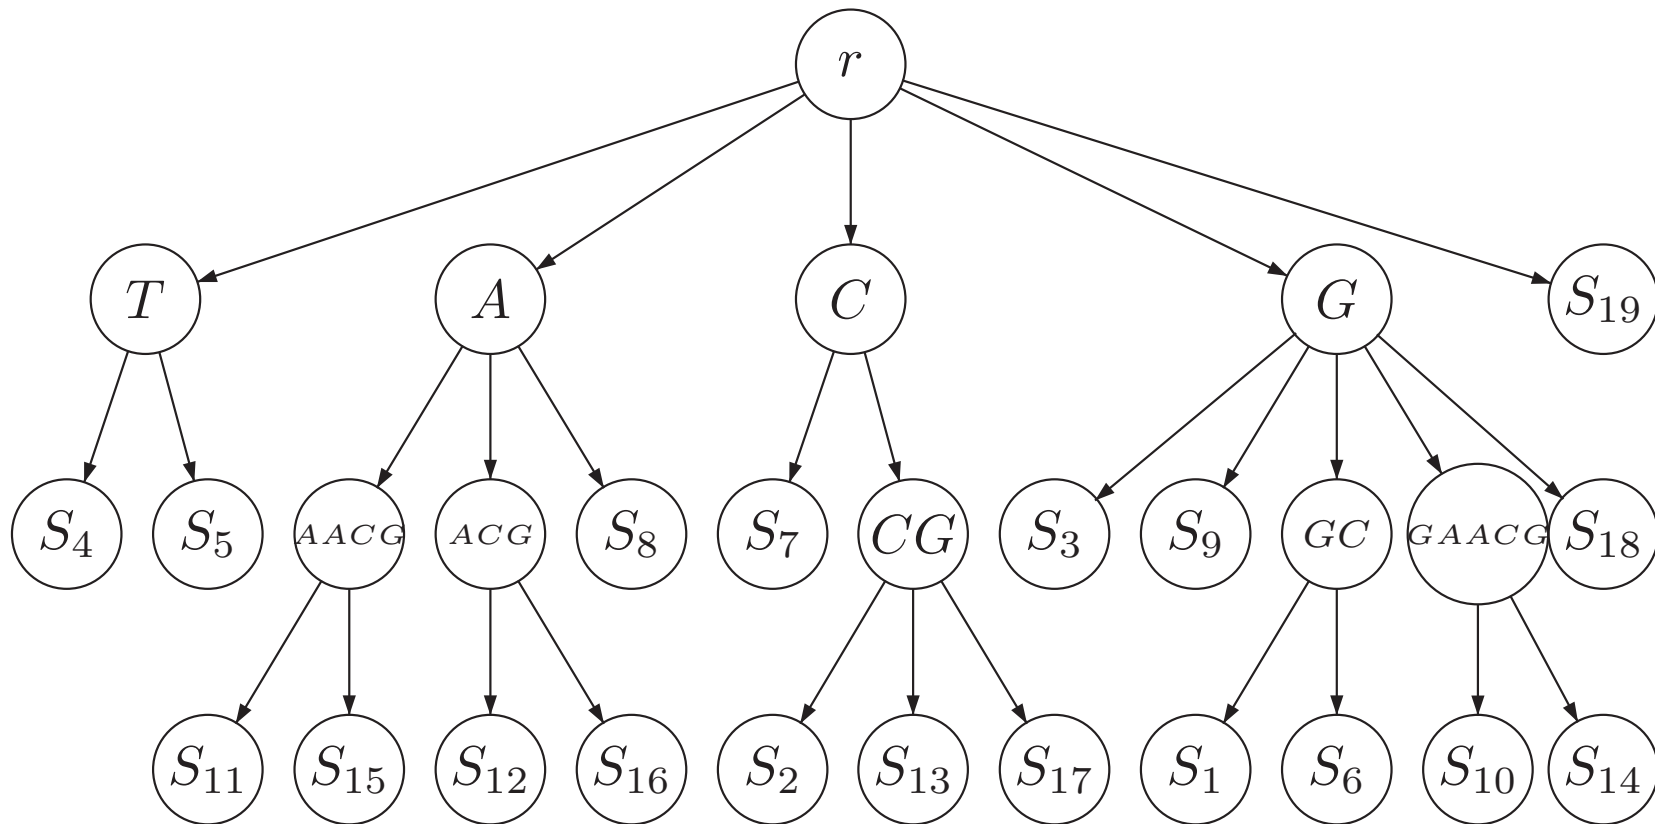 r
T A C G S₁₉
S₄ S₅ AACG ACG S₈ S₇ CG S₃ S₉ GC GAACG S₁₈
S₁₁ S₁₅ S₁₂ S₁₆ S₂ S₁₃ S₁₇ S₁ S₆ S₁₀ S₁₄